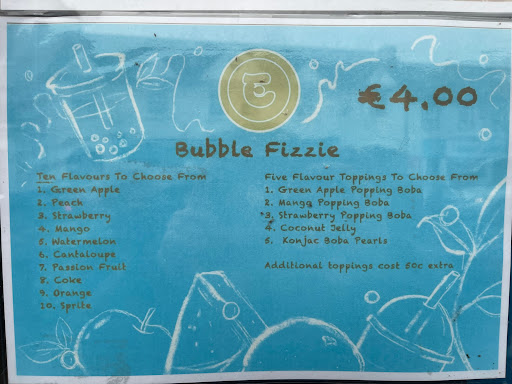 E
€4.00
Bubble Fizzie
Ten Flavours To Choose From
1. Green Apple
2. Peach
3. Strawberry
4. Mango
5. Watermelon
6. Cantaloupe
7. Passion Fruit
8. Coke
9. Orange
10. Sprite
Five Flavour Toppings To Choose From
1. Green Apple Popping Boba
2. Mango Popping Boba
3. Strawberry Popping Boba
4. Coconut Jelly
5. Konjac Boba Pearls
Additional toppings cost 50c extra